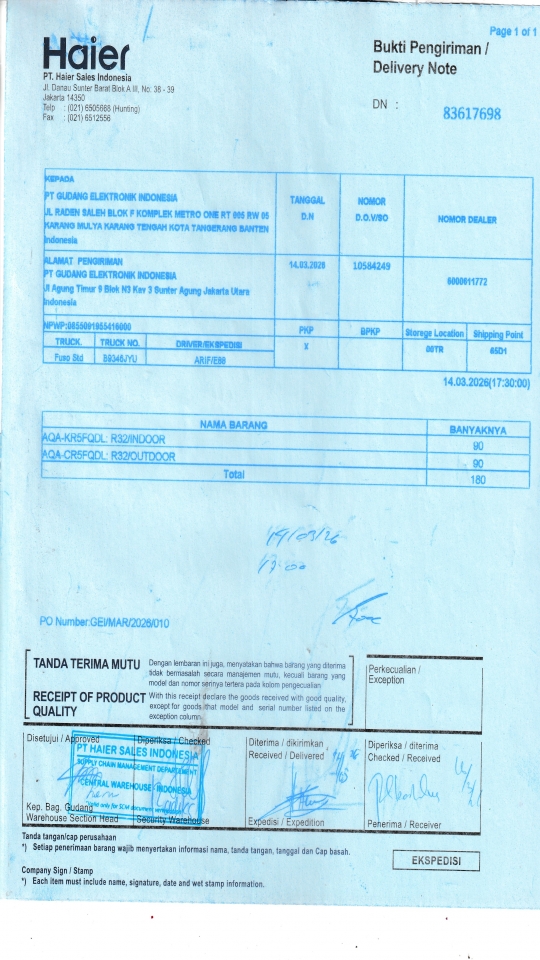 Page 1 of 1
Haier
PT. Haier Sales Indonesia
Jl. Danau Sunter Barat Blok A III, No: 38 - 39
Jakarta 14350
Telp : (021) 6505668 (Hunting)
Fax : (021) 6512556
Bukti Pengiriman /
Delivery Note
DN : 83617698
KEPADA
PT GUDANG ELEKTRONIK INDONESIA
JL RADEN SALEH BLOK F KOMPLEK METRO ONE RT 005 RW 05
KARANG MULYA KARANG TENGAH KOTA TANGERANG BANTEN
Indonesia
TANGGAL D.N
NOMOR D.O.V/SO
NOMOR DEALER
ALAMAT PENGIRIMAN
PT GUDANG ELEKTRONIK INDONESIA
Jl Agung Timur 9 Blok N3 Kav 3 Sunter Agung Jakarta Utara
Indonesia
14.03.2026
10584249
6000611772
NPWP:0855091855416000
PKP BPKP Storege Location Shipping Point
TRUCK. TRUCK NO. DRIVER/EKSPEDISI X 00TR 65D1
Fuso Std B9346JYU ARIF/E88
14.03.2026(17:30:00)
NAMA BARANG BANYAKNYA
AQA-KR5FQDL: R32/INDOOR 90
AQA-CR5FQDL: R32/OUTDOOR 90
Total 180
17:00
PO Number:GEI/MAR/2026/010
TANDA TERIMA MUTU
Dengan lembaran ini juga, menyatakan bahwa barang yang diterima
tidak bermasalah secara manajemen mutu, kecuali barang yang
model dan nomor serinya tertera pada kolom pengecualian
RECEIPT OF PRODUCT QUALITY
With this receipt declare the goods received with good quality,
except for goods that model and serial number listed on the
exception column
Perkecualian /
Exception
Disetujui / Approved
Diperiksa / Checked
Diterima / dikirimkan
Received / Delivered
Diperiksa / diterima
Checked / Received
PT HAIER SALES INDONESIA
SUPPLY CHAIN MANAGEMENT DEPARTEMENT
CENTRAL WAREHOUSE - INDONESIA
Kep. Bag. Gudang
Warehouse Section Head
Security Warehouse
Expedisi / Expedition
Penerima / Receiver
Tanda tangan/cap perusahaan
*) Setiap penerimaan barang wajib menyertakan informasi nama, tanda tangan, tanggal dan Cap basah.
EKSPEDISI
Company Sign / Stamp
*) Each item must include name, signature, date and wet stamp information.